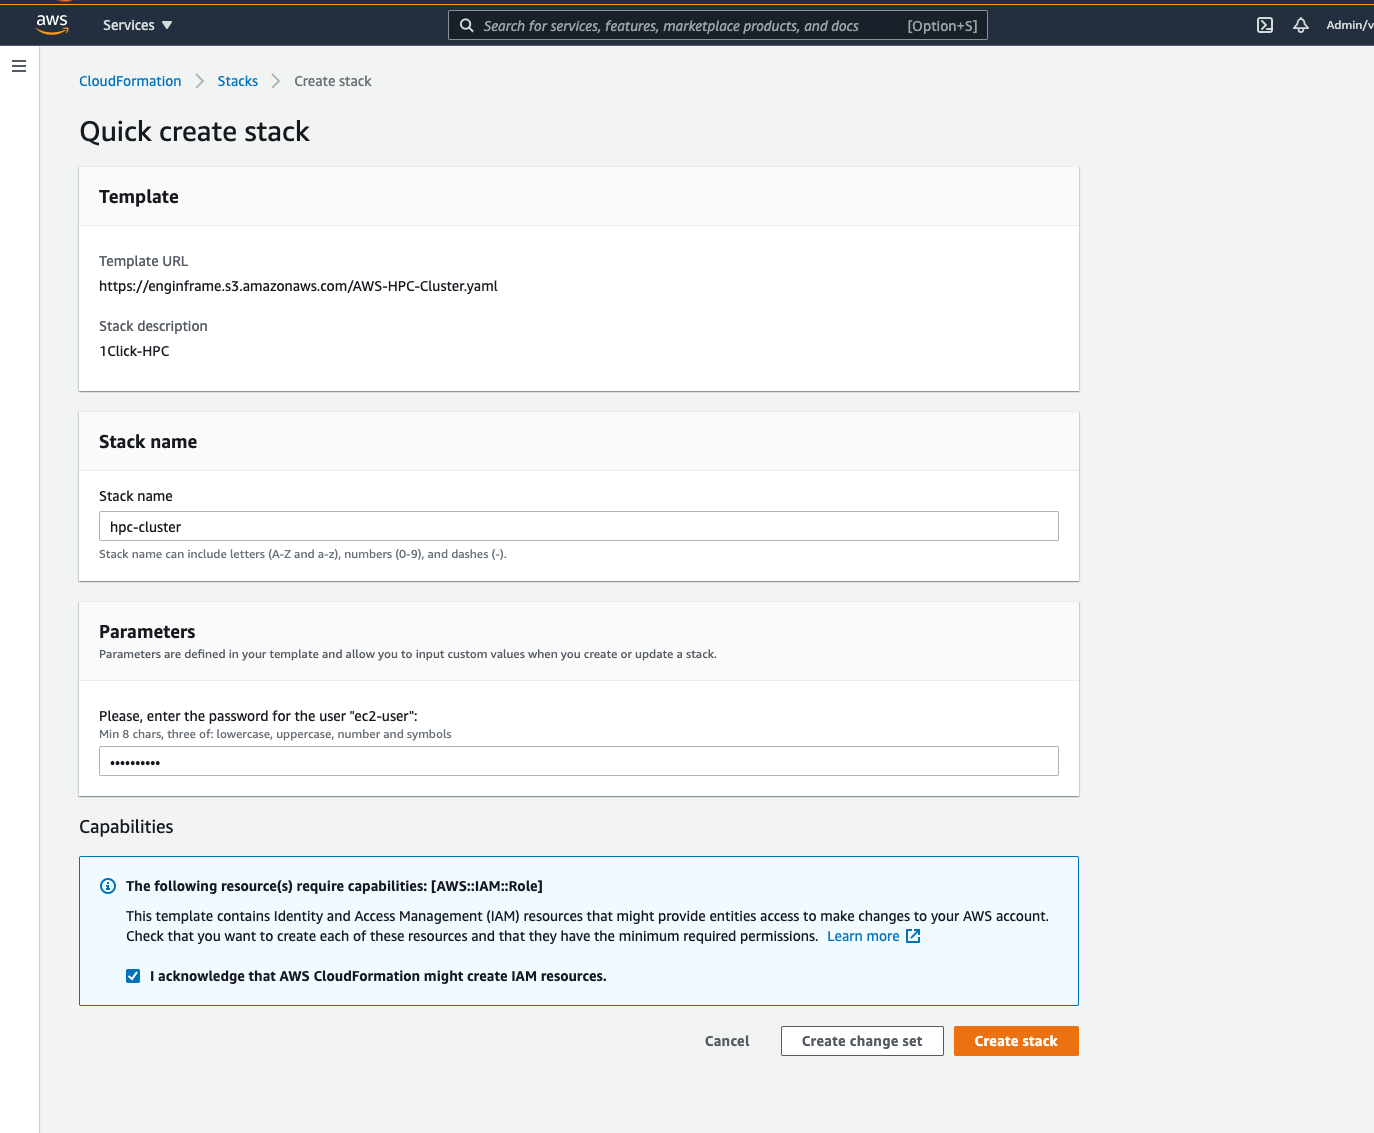 aws
Services
Search for services, features, marketplace products, and docs
[Option+S]
Admin/v
CloudFormation
Stacks
Create stack
Quick create stack
Template
Template URL
https://enginframe.s3.amazonaws.com/AWS-HPC-Cluster.yaml
Stack description
1Click-HPC
Stack name
Stack name
hpc-cluster
Stack name can include letters (A-Z and a-z), numbers (0-9), and dashes (-).
Parameters
Parameters are defined in your template and allow you to input custom values when you create or update a stack.
Please, enter the password for the user "ec2-user":
Min 8 chars, three of: lowercase, uppercase, number and symbols
••••••••••
Capabilities
The following resource(s) require capabilities: [AWS::IAM::Role]
This template contains Identity and Access Management (IAM) resources that might provide entities access to make changes to your AWS account.
Check that you want to create each of these resources and that they have the minimum required permissions. Learn more
I acknowledge that AWS CloudFormation might create IAM resources.
Cancel
Create change set
Create stack